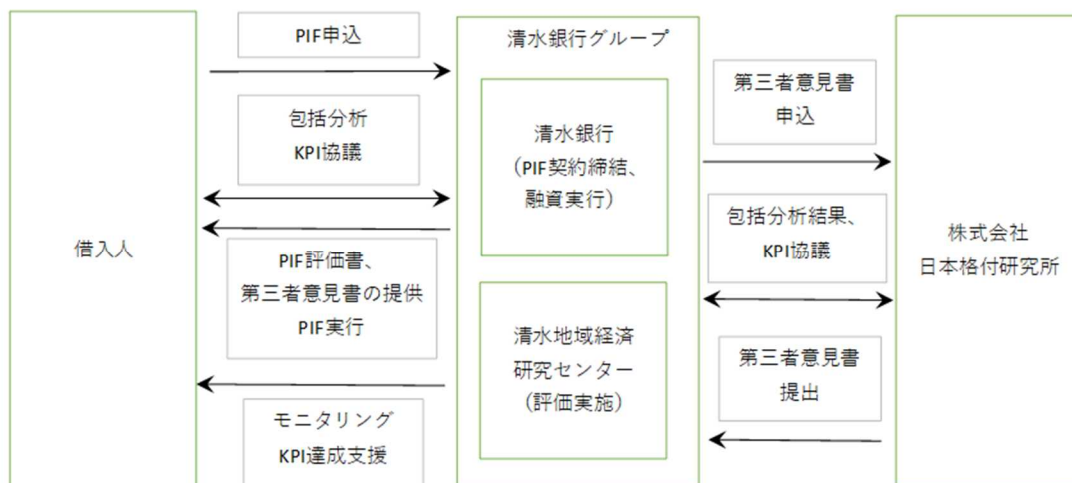 借入人
PIF申込
包括分析
KPI協議
PIF評価書、
第三者意見書の提供
PIF実行
モニタリング
KPI達成支援
清水銀行グループ
清水銀行
（PIF契約締結、
融資実行）
清水地域経済
研究センター
（評価実施）
第三者意見書
申込
包括分析結果、
KPI協議
第三者意見書
提出
株式会社
日本格付研究所